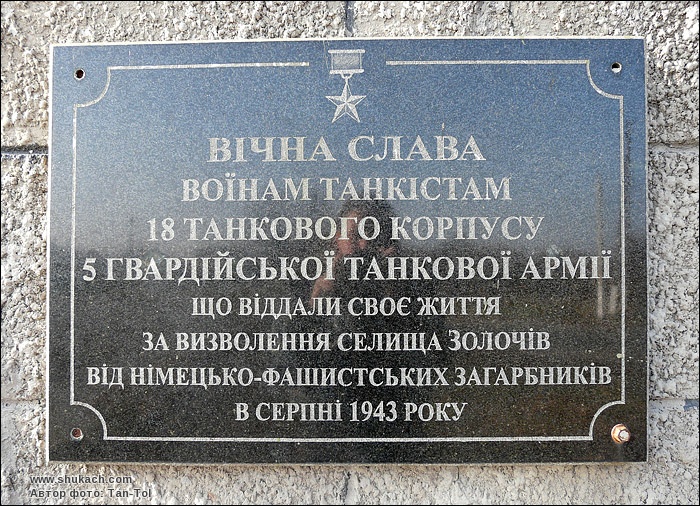 ВІЧНА СЛАВА
ВОЇНАМ ТАНКІСТАМ
18 ТАНКОВОГО КОРПУСУ
5 ГВАРДІЙСЬКОЇ ТАНКОВОЇ АРМІЇ
ЩО ВІДДАЛИ СВОЄ ЖИТТЯ
ЗА ВИЗВОЛЕННЯ СЕЛИЩА ЗОЛОЧІВ
ВІД НІМЕЦЬКО-ФАШИСТСЬКИХ ЗАГАРБНИКІВ
В СЕРПНІ 1943 РОКУ
www.shukach.com
Автор фото: Tan-Tol